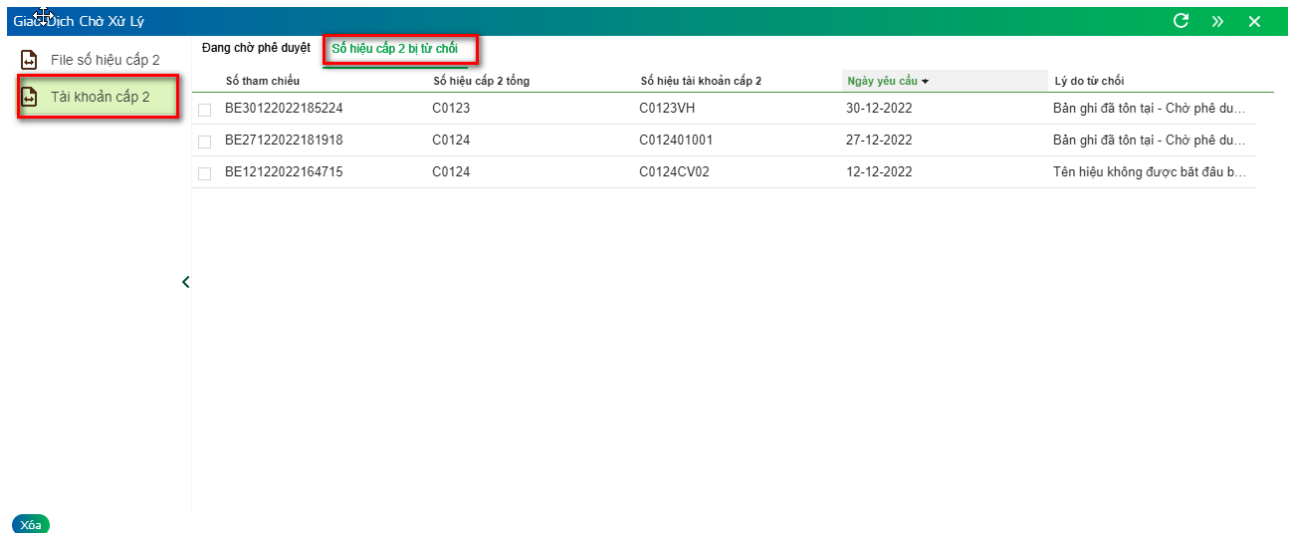 Giao Dịch Chờ Xử Lý
File số hiệu cấp 2
Tài khoản cấp 2
Đang chờ phê duyệt Số hiệu cấp 2 bị từ chối
Số tham chiếu Số hiệu cấp 2 tổng Số hiệu tài khoản cấp 2 Ngày yêu cầu Lý do từ chối
BE30122022185224 C0123 C0123VH 30-12-2022 Bản ghi đã tồn tại - Chờ phê du...
BE27122022181918 C0124 C012401001 27-12-2022 Bản ghi đã tồn tại - Chờ phê du...
BE12122022164715 C0124 C0124CV02 12-12-2022 Tên hiệu không được bắt đầu b...
Xóa